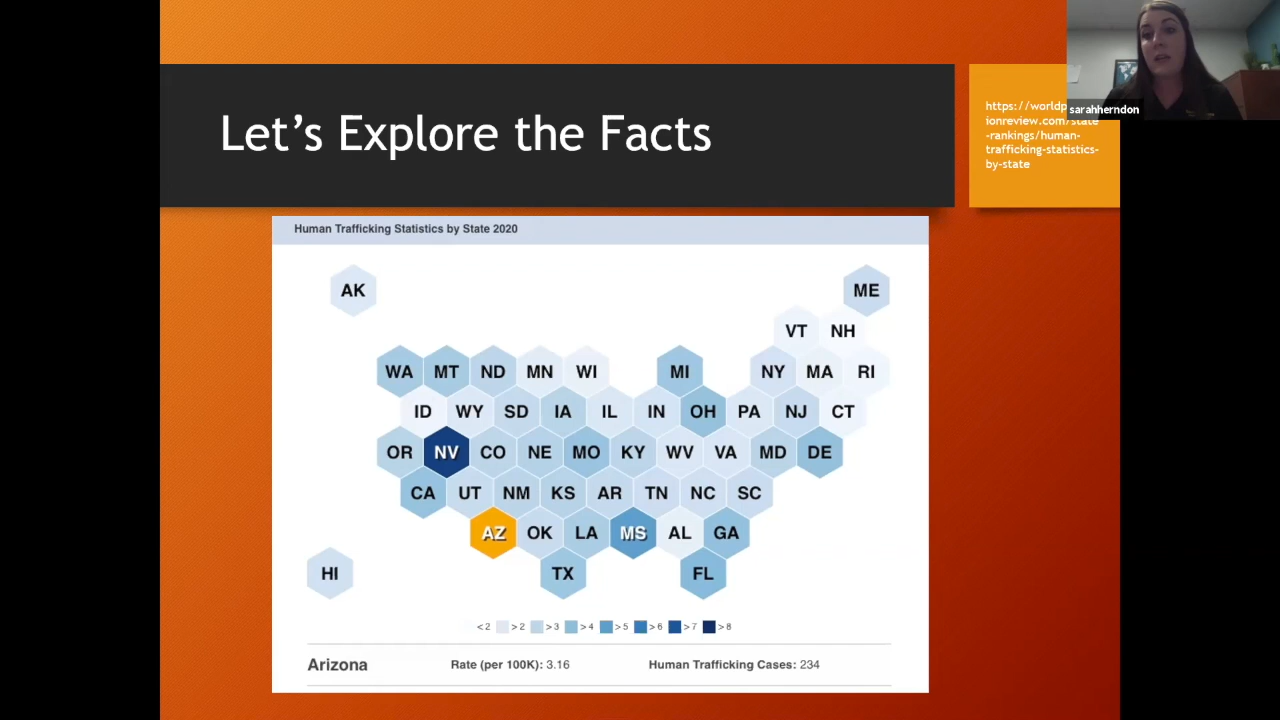 Let's Explore the Facts
https://worldp
ionreview.com/state
-rankings/human-
trafficking-statistics-
by-state
sarahherndon
Human Trafficking Statistics by State 2020
AK
ME
VT NH
WA MT ND MN WI MI NY MA RI
ID WY SD IA IL IN OH PA NJ CT
OR NV CO NE MO KY WV VA MD DE
CA UT NM KS AR TN NC SC
AZ OK LA MS AL GA
HI TX FL
<2 >2 >3 >4 >5 >6 >7 >8
Arizona Rate (per 100K): 3.16 Human Trafficking Cases: 234